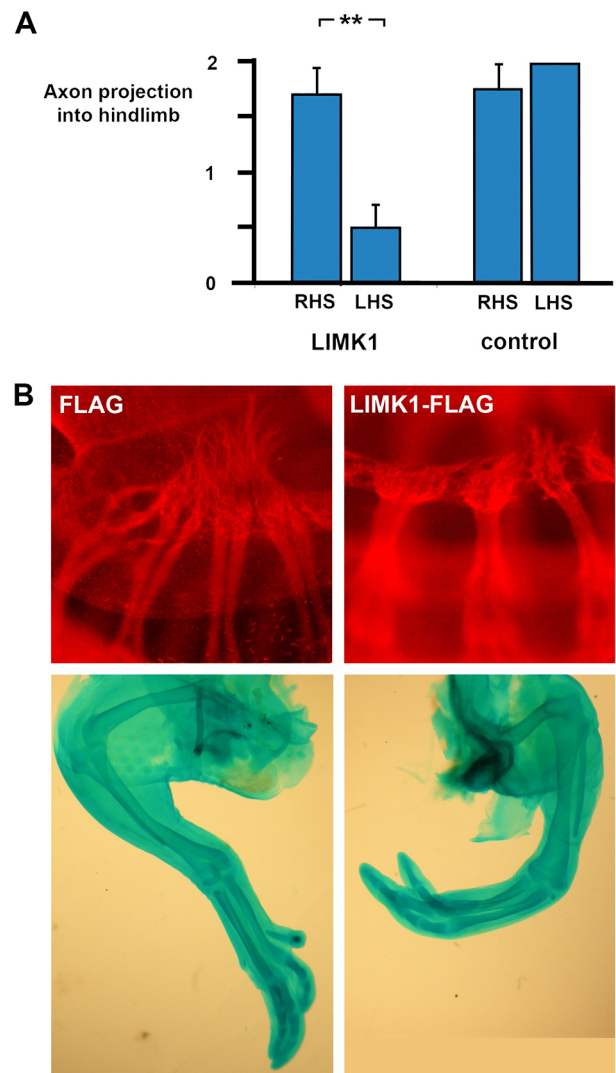 A
**
Axon projection
into hindlimb
2
1
0
RHS LHS RHS LHS
LIMK1 control
B
FLAG LIMK1-FLAG